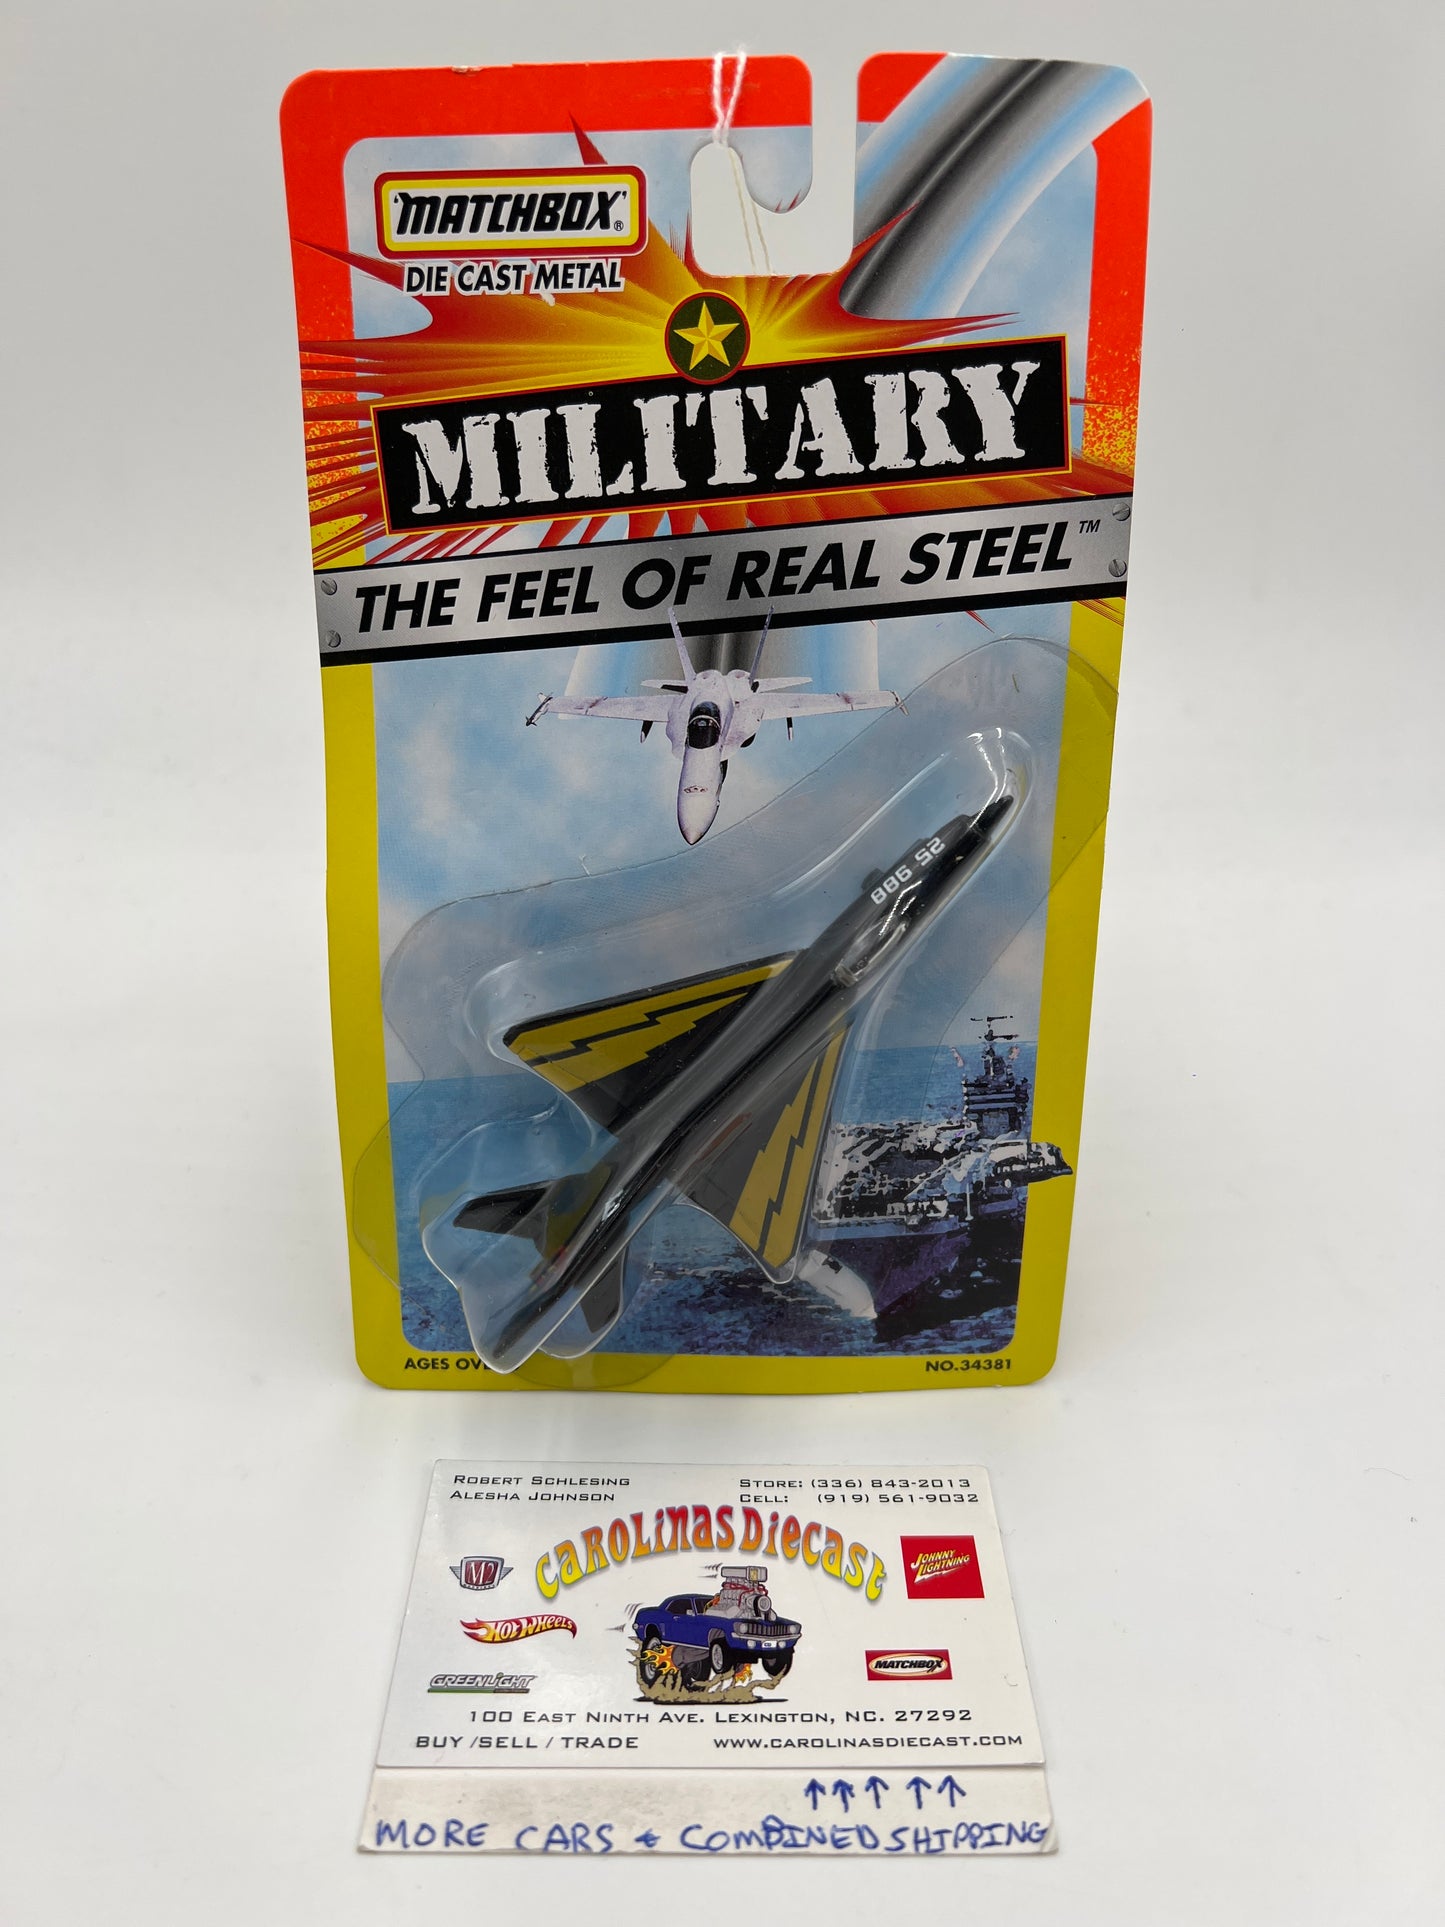 MATCHBOX®
DIE CAST METAL
MILITARY
THE FEEL OF REAL STEEL™
25 988
AGES OV
NO.34381
ROBERT SCHLESING
STORE: (336) 843-2013
ALESHA JOHNSON
CELL: (919) 561-9032
CAROLINAS DIECAST
M2
JOHNNY LIGHTNING
HOT WHEELS
MATCHBOX
GREENLIGHT
100 EAST NINTH AVE. LEXINGTON, NC. 27292
BUY /SELL / TRADE
WWW.CAROLINASDIECAST.COM
MORE CARS & COMBINED SHIPPING